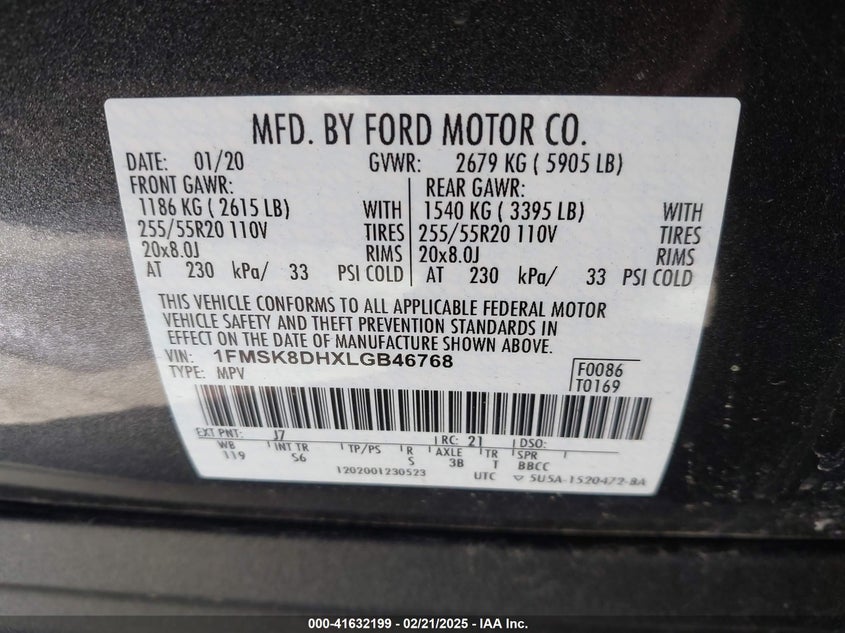 MFD. BY FORD MOTOR CO.
DATE: 01/20 GVWR: 2679 KG ( 5905 LB)
FRONT GAWR: REAR GAWR:
1186 KG ( 2615 LB) WITH 1540 KG ( 3395 LB) WITH
255/55R20 110V TIRES 255/55R20 110V TIRES
20x8.0J RIMS 20x8.0J RIMS
AT 230 kPa/ 33 PSI COLD AT 230 kPa/ 33 PSI COLD
THIS VEHICLE CONFORMS TO ALL APPLICABLE FEDERAL MOTOR
VEHICLE SAFETY AND THEFT PREVENTION STANDARDS IN
EFFECT ON THE DATE OF MANUFACTURE SHOWN ABOVE.
VIN: 1FMSK8DHXLGB46768 F0086
TYPE: MPV T0169
EXT PNT: J7 RC: 21 DSO:
WB INT TR TP/PS R AXLE TR SPR
119 S6 S 3B T BBCC
1202001230523 UTC ▽ 5U5A-1520472-BA
000-41632199 - 02/21/2025 - IAA Inc.